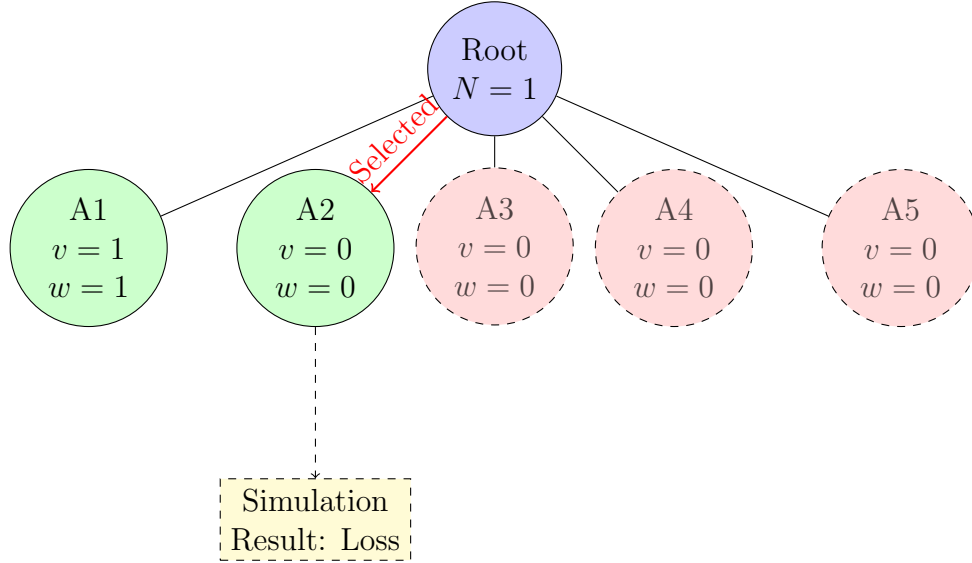 Root
N = 1
Selected
A1
v = 1
w = 1
A2
v = 0
w = 0
A3
v = 0
w = 0
A4
v = 0
w = 0
A5
v = 0
w = 0
Simulation
Result: Loss